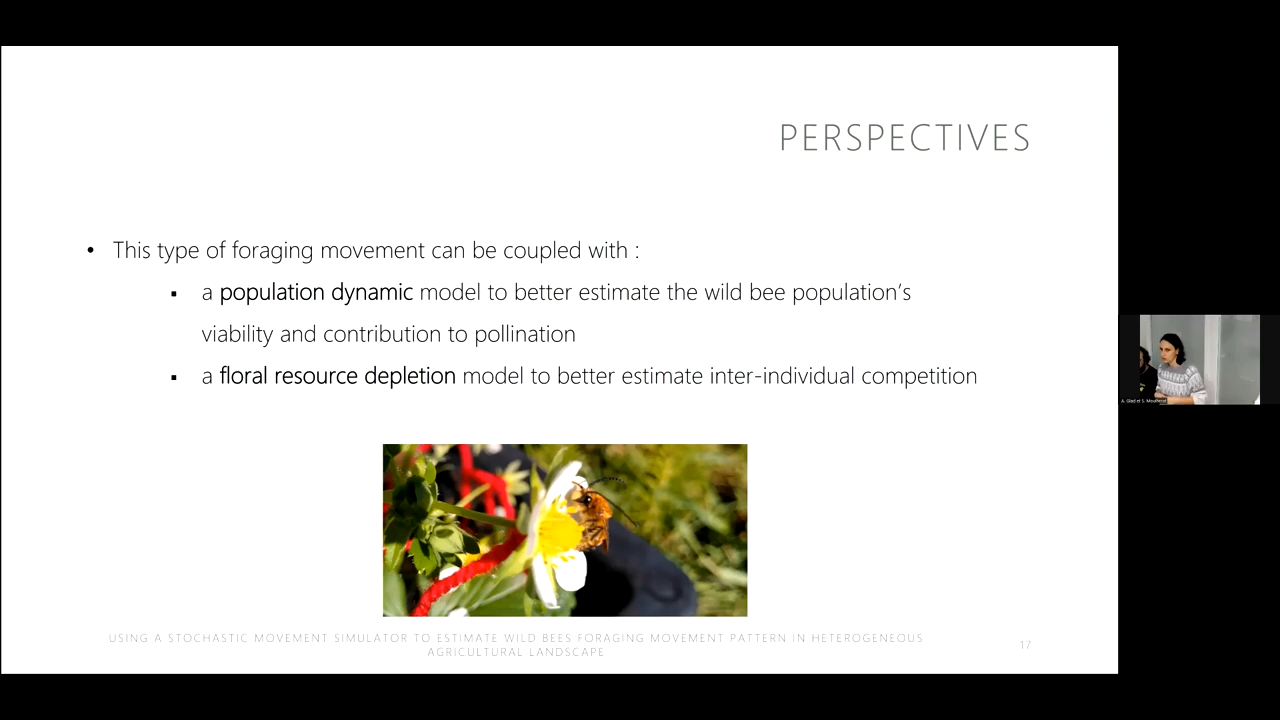 PERSPECTIVES
• This type of foraging movement can be coupled with :
▪ a population dynamic model to better estimate the wild bee population's
viability and contribution to pollination
▪ a floral resource depletion model to better estimate inter-individual competition
USING A STOCHASTIC MOVEMENT SIMULATOR TO ESTIMATE WILD BEES FORAGING MOVEMENT PATTERN IN HETEROGENEOUS
AGRICULTURAL LANDSCAPE
17
A. Glad et S.